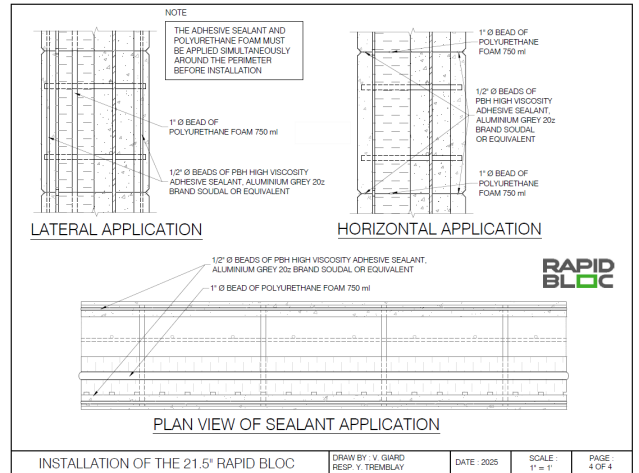 NOTE
THE ADHESIVE SEALANT AND
POLYURETHANE FOAM MUST
BE APPLIED SIMULTANEOUSLY
AROUND THE PERIMETER
BEFORE INSTALLATION
1" Ø BEAD OF
POLYURETHANE FOAM 750 ml
1/2" Ø BEADS OF PBH HIGH VISCOSITY
ADHESIVE SEALANT, ALUMINIUM GREY 20z
BRAND SOUDAL OR EQUIVALENT
LATERAL APPLICATION
1" Ø BEAD OF
POLYURETHANE
FOAM 750 ml
1/2" Ø BEADS OF
PBH HIGH VISCOSITY
ADHESIVE SEALANT,
ALUMINIUM GREY 20z
BRAND SOUDAL
OR EQUIVALENT
1" Ø BEAD OF
POLYURETHANE
FOAM 750 ml
HORIZONTAL APPLICATION
1/2" Ø BEADS OF PBH HIGH VISCOSITY ADHESIVE SEALANT,
ALUMINIUM GREY 20z BRAND SOUDAL OR EQUIVALENT
1" Ø BEAD OF POLYURETHANE FOAM 750 ml
RAPID
BLOC
PLAN VIEW OF SEALANT APPLICATION
INSTALLATION OF THE 21.5" RAPID BLOC
DRAW BY : V. GIARD
RESP. Y. TREMBLAY
DATE : 2025
SCALE :
1" = 1'
PAGE :
4 OF 4